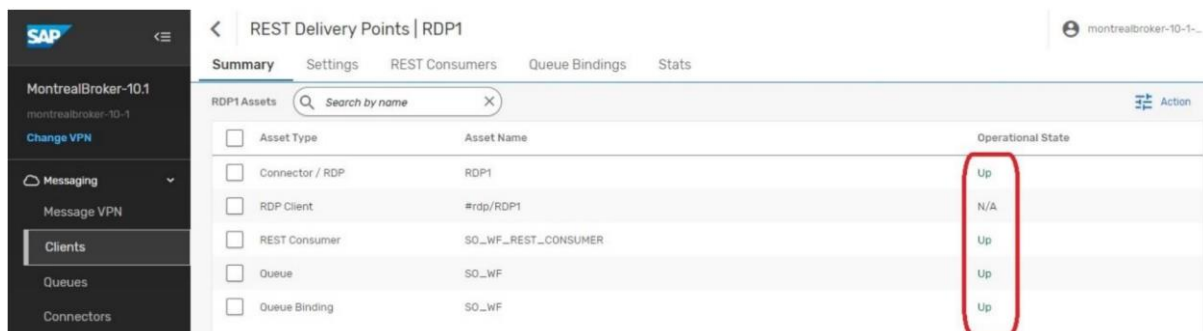 SAP
REST Delivery Points | RDP1
montrealbroker-10-1-...
Summary Settings REST Consumers Queue Bindings Stats
MontrealBroker-10.1
montrealbroker-10-1
Change VPN
RDP1 Assets Search by name Action
Asset Type Asset Name Operational State
Connector / RDP RDP1 Up
RDP Client #rdp/RDP1 N/A
REST Consumer SO_WF_REST_CONSUMER Up
Queue SO_WF Up
Queue Binding SO_WF Up
Messaging
Message VPN
Clients
Queues
Connectors